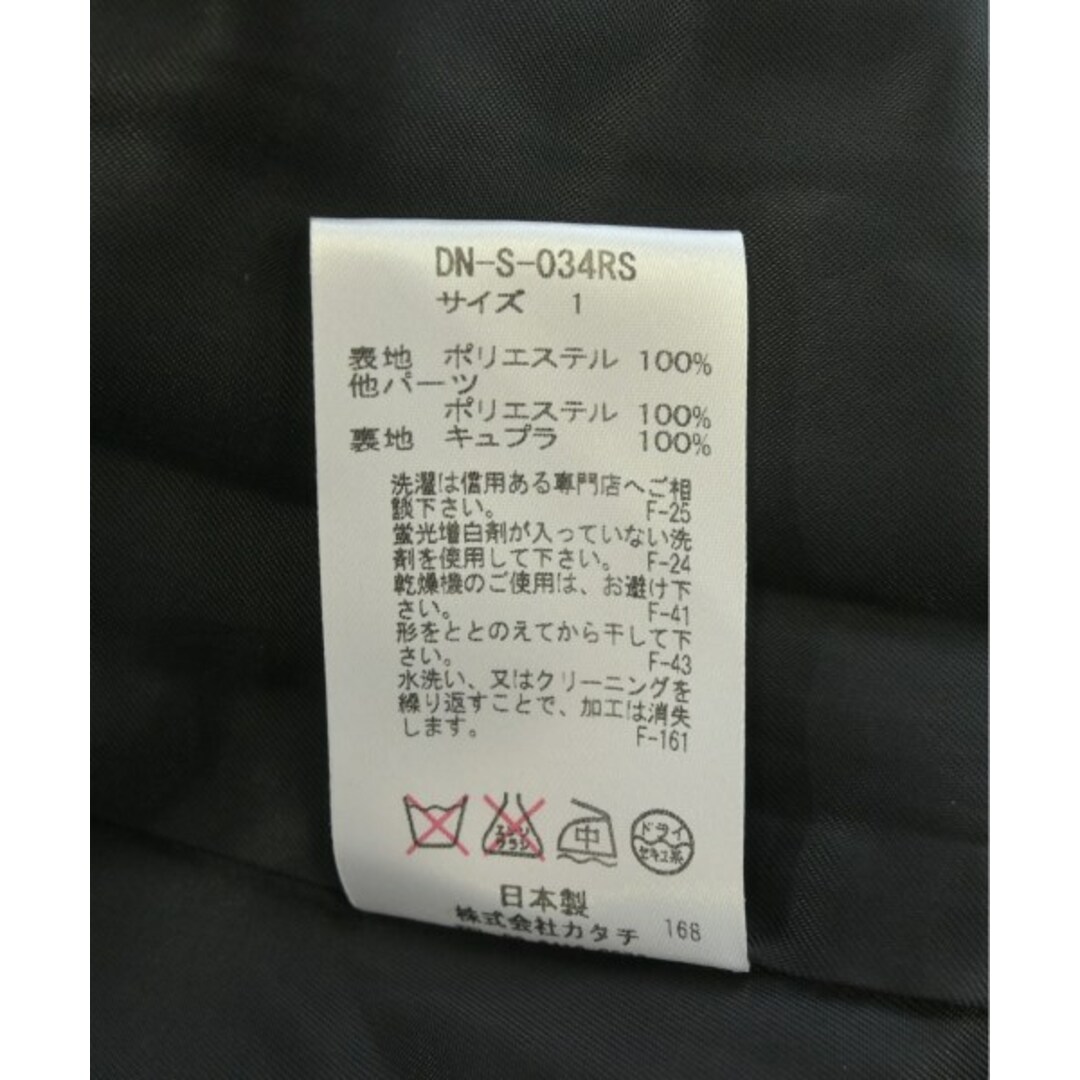 DN-S-034RS
サイズ 1
表地 ポリエステル 100%
他パーツ
ポリエステル 100%
裏地 キュプラ 100%
洗濯は信用ある専門店へご相
談下さい。 F-25
蛍光増白剤が入っていない洗
剤を使用して下さい。 F-24
乾燥機のご使用は、お避け下
さい。 F-41
形をととのえてから干して下
さい。 F-43
水洗い、又はクリーニングを
繰り返すことで、加工は消失
します。 F-161
エンソ サラシ 中 ドライ
セキユ系
日本製
株式会社カタチ 168